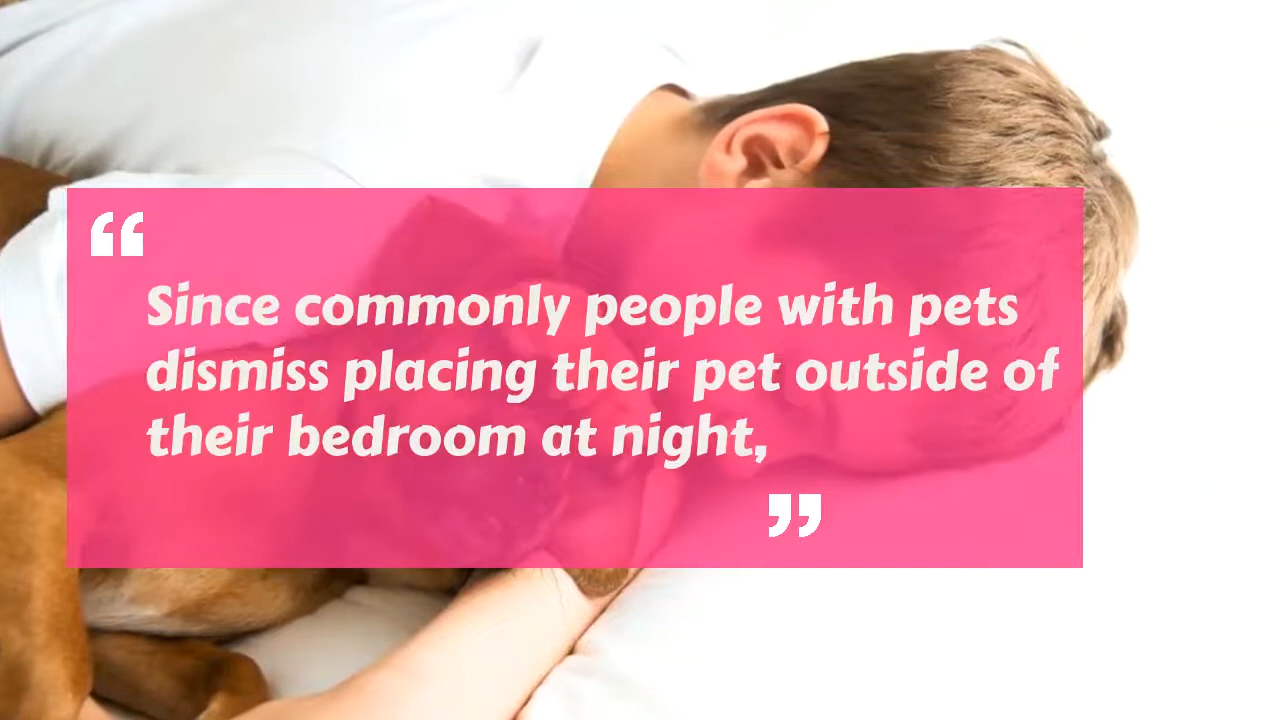 “
Since commonly people with pets
dismiss placing their pet outside of
their bedroom at night,
”